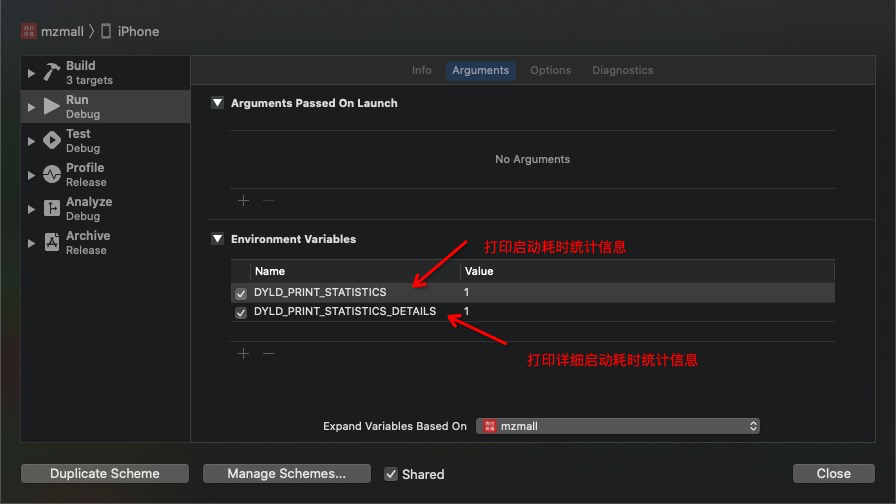 mzmall 〉 iPhone
Info Arguments Options Diagnostics
Build
3 targets
Run
Debug
Test
Debug
Profile
Release
Analyze
Debug
Archive
Release
Arguments Passed On Launch
No Arguments
Environment Variables
打印启动耗时统计信息
Name Value
DYLD_PRINT_STATISTICS 1
DYLD_PRINT_STATISTICS_DETAILS 1
打印详细启动耗时统计信息
Expand Variables Based On mzmall
Duplicate Scheme Manage Schemes... Shared Close